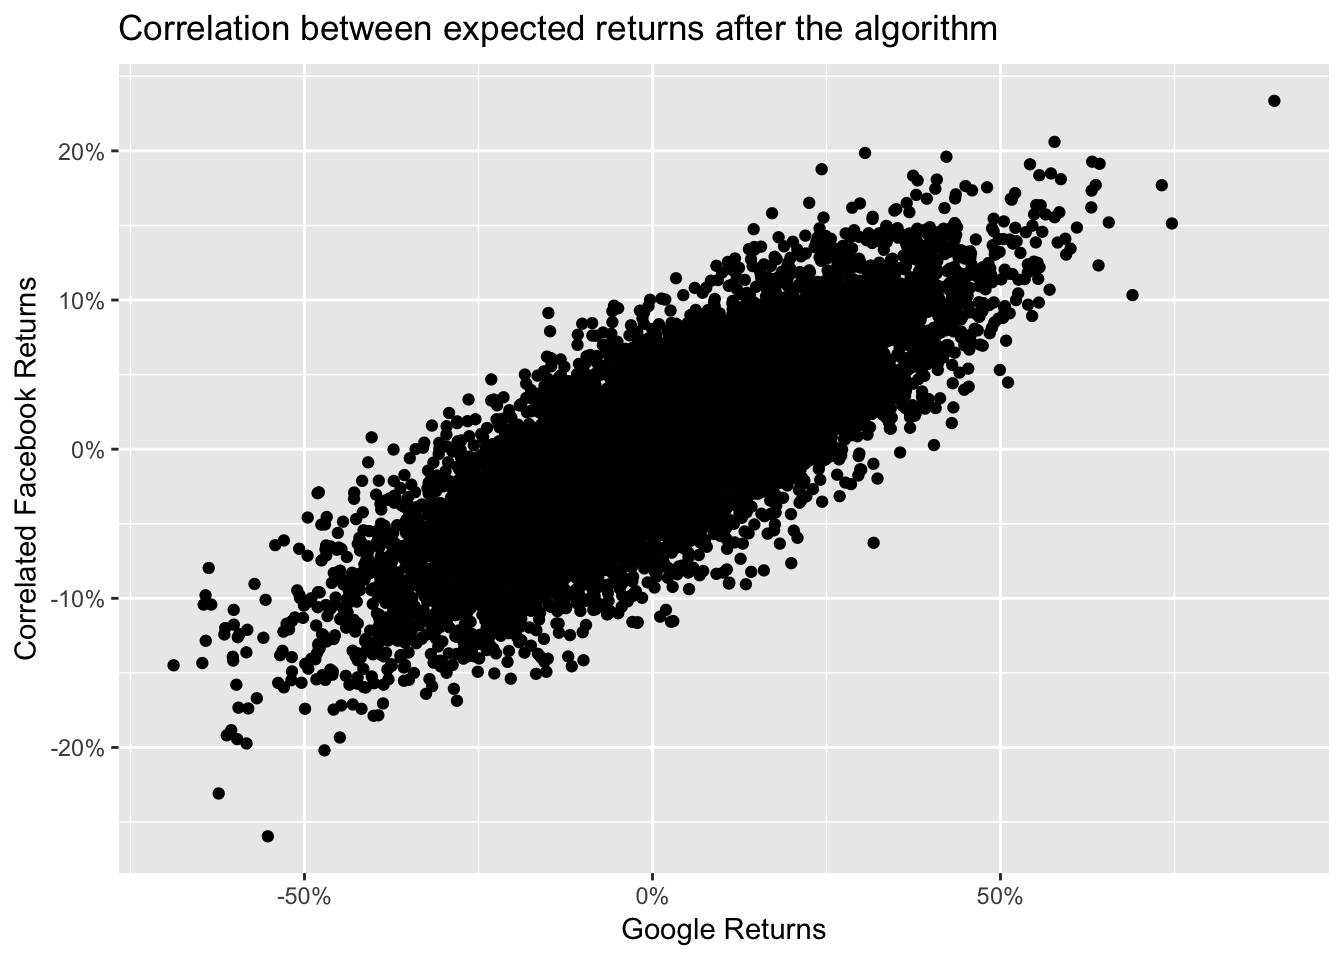 Correlation between expected returns after the algorithm
Correlated Facebook Returns
20%
10%
0%
-10%
-20%
-50%
0%
50%
Google Returns